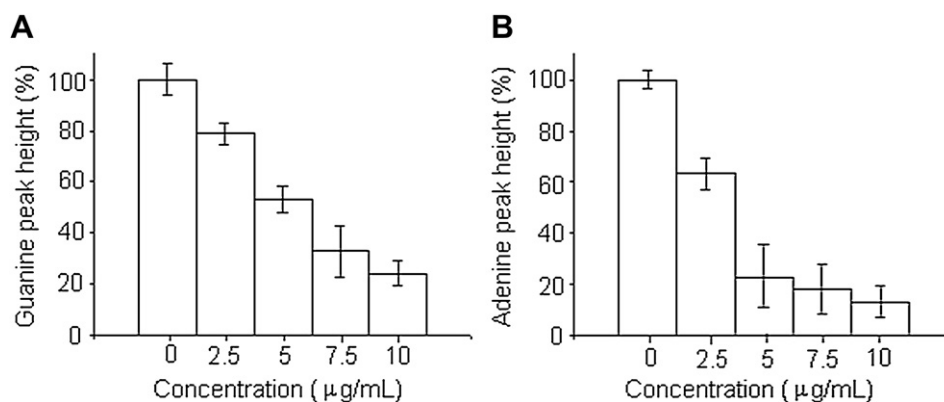 A
Guanine peak height (%)
100
80
60
40
20
0
0 2.5 5 7.5 10
Concentration ( μg/mL)
B
Adenine peak height (%)
100
80
60
40
20
0
0 2.5 5 7.5 10
Concentration ( μg/mL)